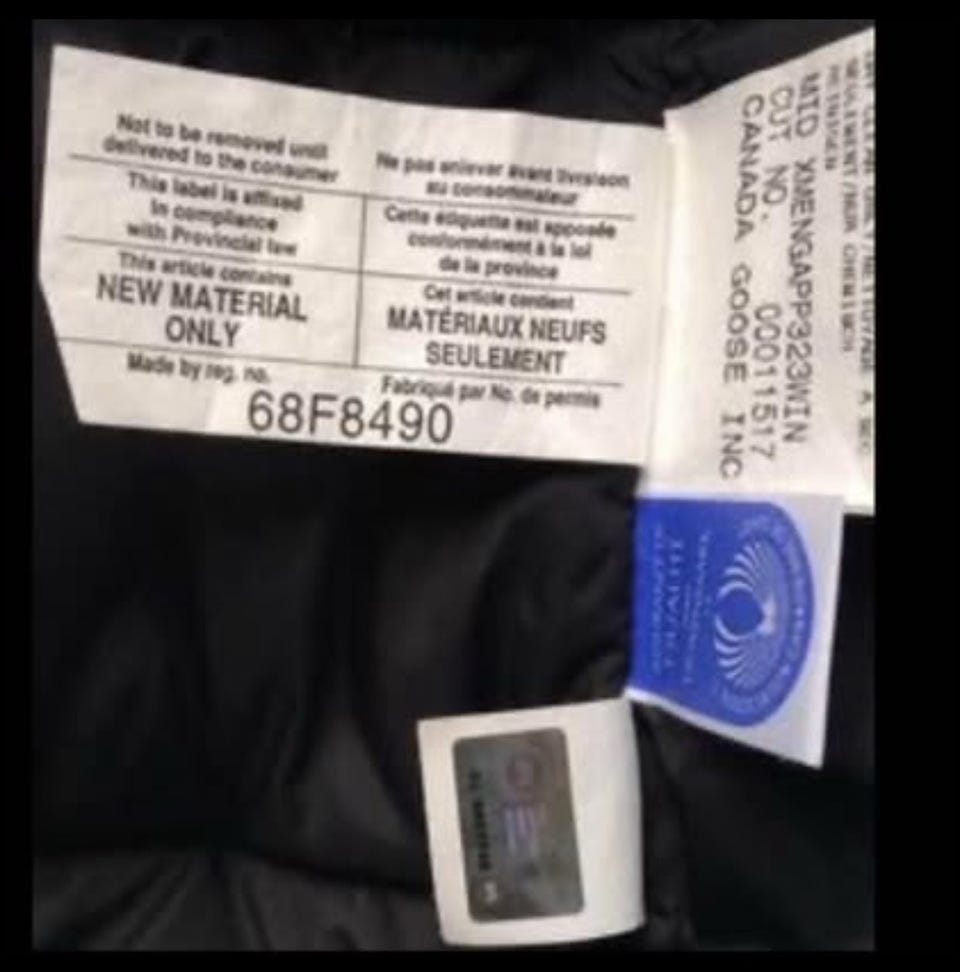 Not to be removed until
delivered to the consumer
Ne pas enlever avant livraison
au consommateur
This label is affixed
in compliance
with Provincial law
Cette étiquette est apposée
conformément à la loi
de la province
This article contains
NEW MATERIAL
ONLY
Cet article contient
MATÉRIAUX NEUFS
SEULEMENT
Made by reg. no.
Fabriqué par No. de permis
68F8490
MTD XMENGAPP323WIN
CUT NO. 00011517
CANADA GOOSE INC